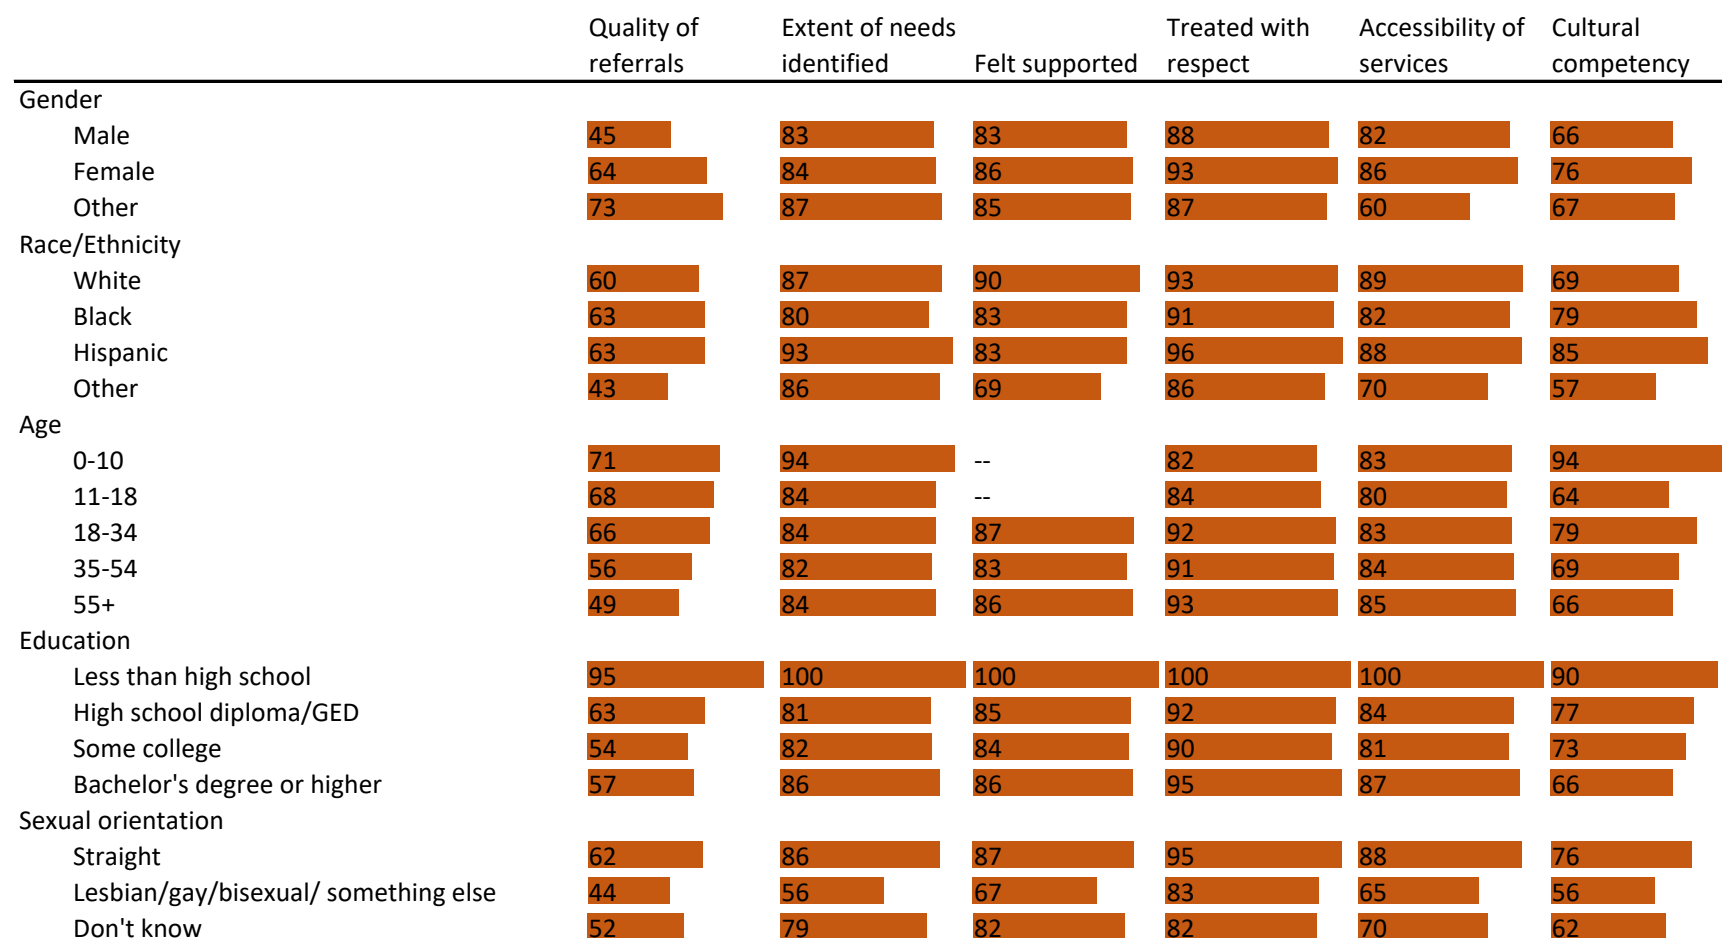 Quality of referrals Extent of needs identified Felt supported Treated with respect Accessibility of services Cultural competency
Gender
Male 45 83 83 88 82 66
Female 64 84 86 93 86 76
Other 73 87 85 87 60 67
Race/Ethnicity
White 60 87 90 93 89 69
Black 63 80 83 91 82 79
Hispanic 63 93 83 96 88 85
Other 43 86 69 86 70 57
Age
0-10 71 94 -- 82 83 94
11-18 68 84 -- 84 80 64
18-34 66 84 87 92 83 79
35-54 56 82 83 91 84 69
55+ 49 84 86 93 85 66
Education
Less than high school 95 100 100 100 100 90
High school diploma/GED 63 81 85 92 84 77
Some college 54 82 84 90 81 73
Bachelor's degree or higher 57 86 86 95 87 66
Sexual orientation
Straight 62 86 87 95 88 76
Lesbian/gay/bisexual/ something else 44 56 67 83 65 56
Don't know 52 79 82 82 70 62